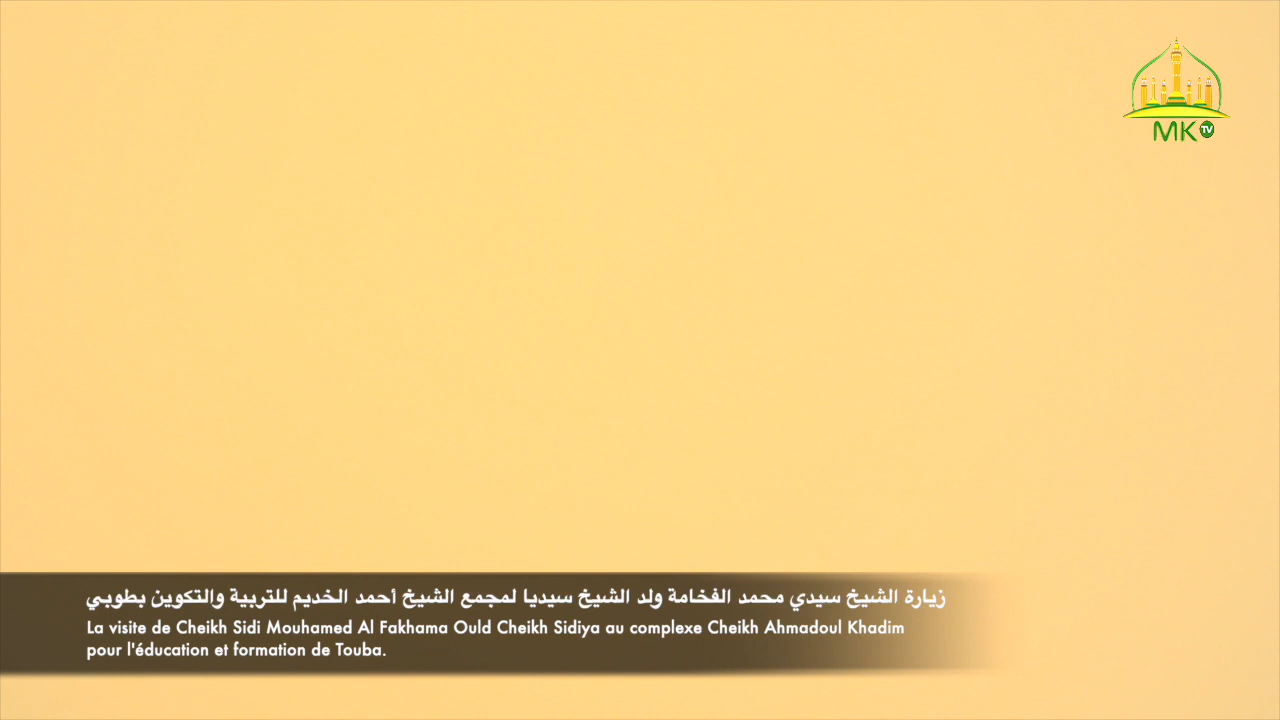 MK TV
زيارة الشيخ سيدي محمد الفخامة ولد الشيخ سيديا لمجمع الشيخ أحمد الخديم للتربية والتكوين بطوبي
La visite de Cheikh Sidi Mouhamed Al Fakhama Ould Cheikh Sidiya au complexe Cheikh Ahmadoul Khadim
pour l'éducation et formation de Touba.